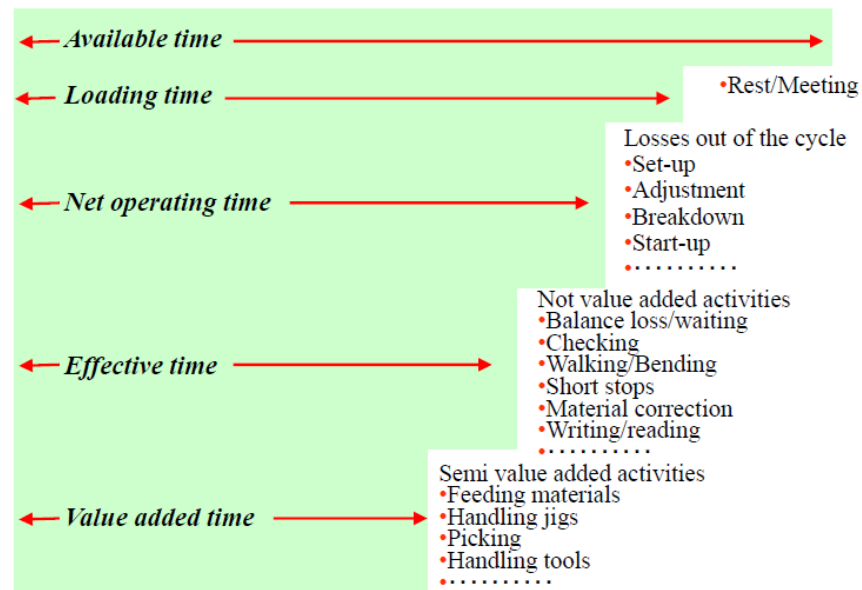 Available time
•Rest/Meeting
Loading time
Losses out of the cycle
•Set-up
•Adjustment
•Breakdown
•Start-up
•··········
Net operating time
Not value added activities
•Balance loss/waiting
•Checking
•Walking/Bending
•Short stops
•Material correction
•Writing/reading
•··········
Effective time
Semi value added activities
•Feeding materials
•Handling jigs
•Picking
•Handling tools
•··········
Value added time